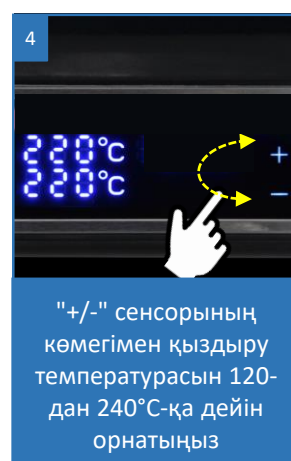 4
220°C
220°C
+
−
"+/-" сенсорының
көмегімен қыздыру
температурасын 120-
дан 240°C-қа дейін
орнатыңыз